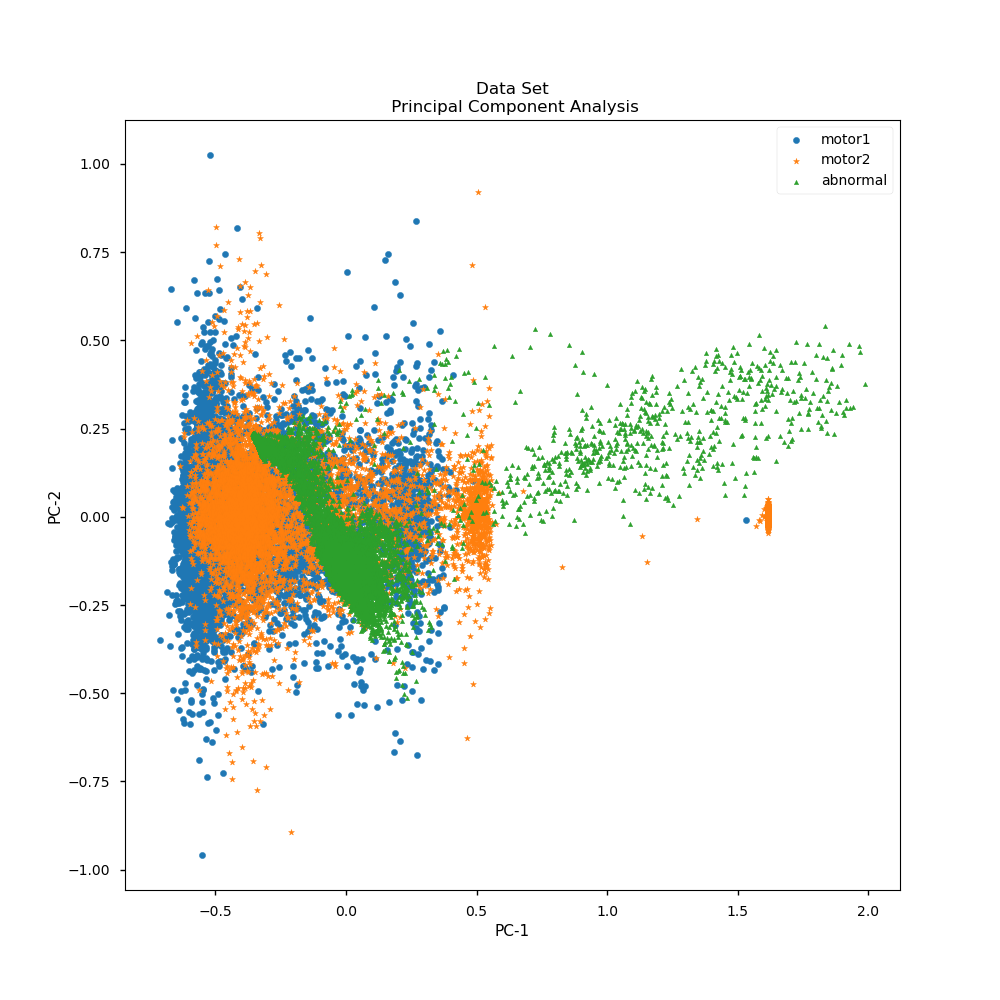 Data Set
Principal Component Analysis
motor1
motor2
abnormal
1.00
0.75
0.50
0.25
0.00
−0.25
−0.50
−0.75
−1.00
PC-2
−0.5
0.0
0.5
1.0
1.5
2.0
PC-1